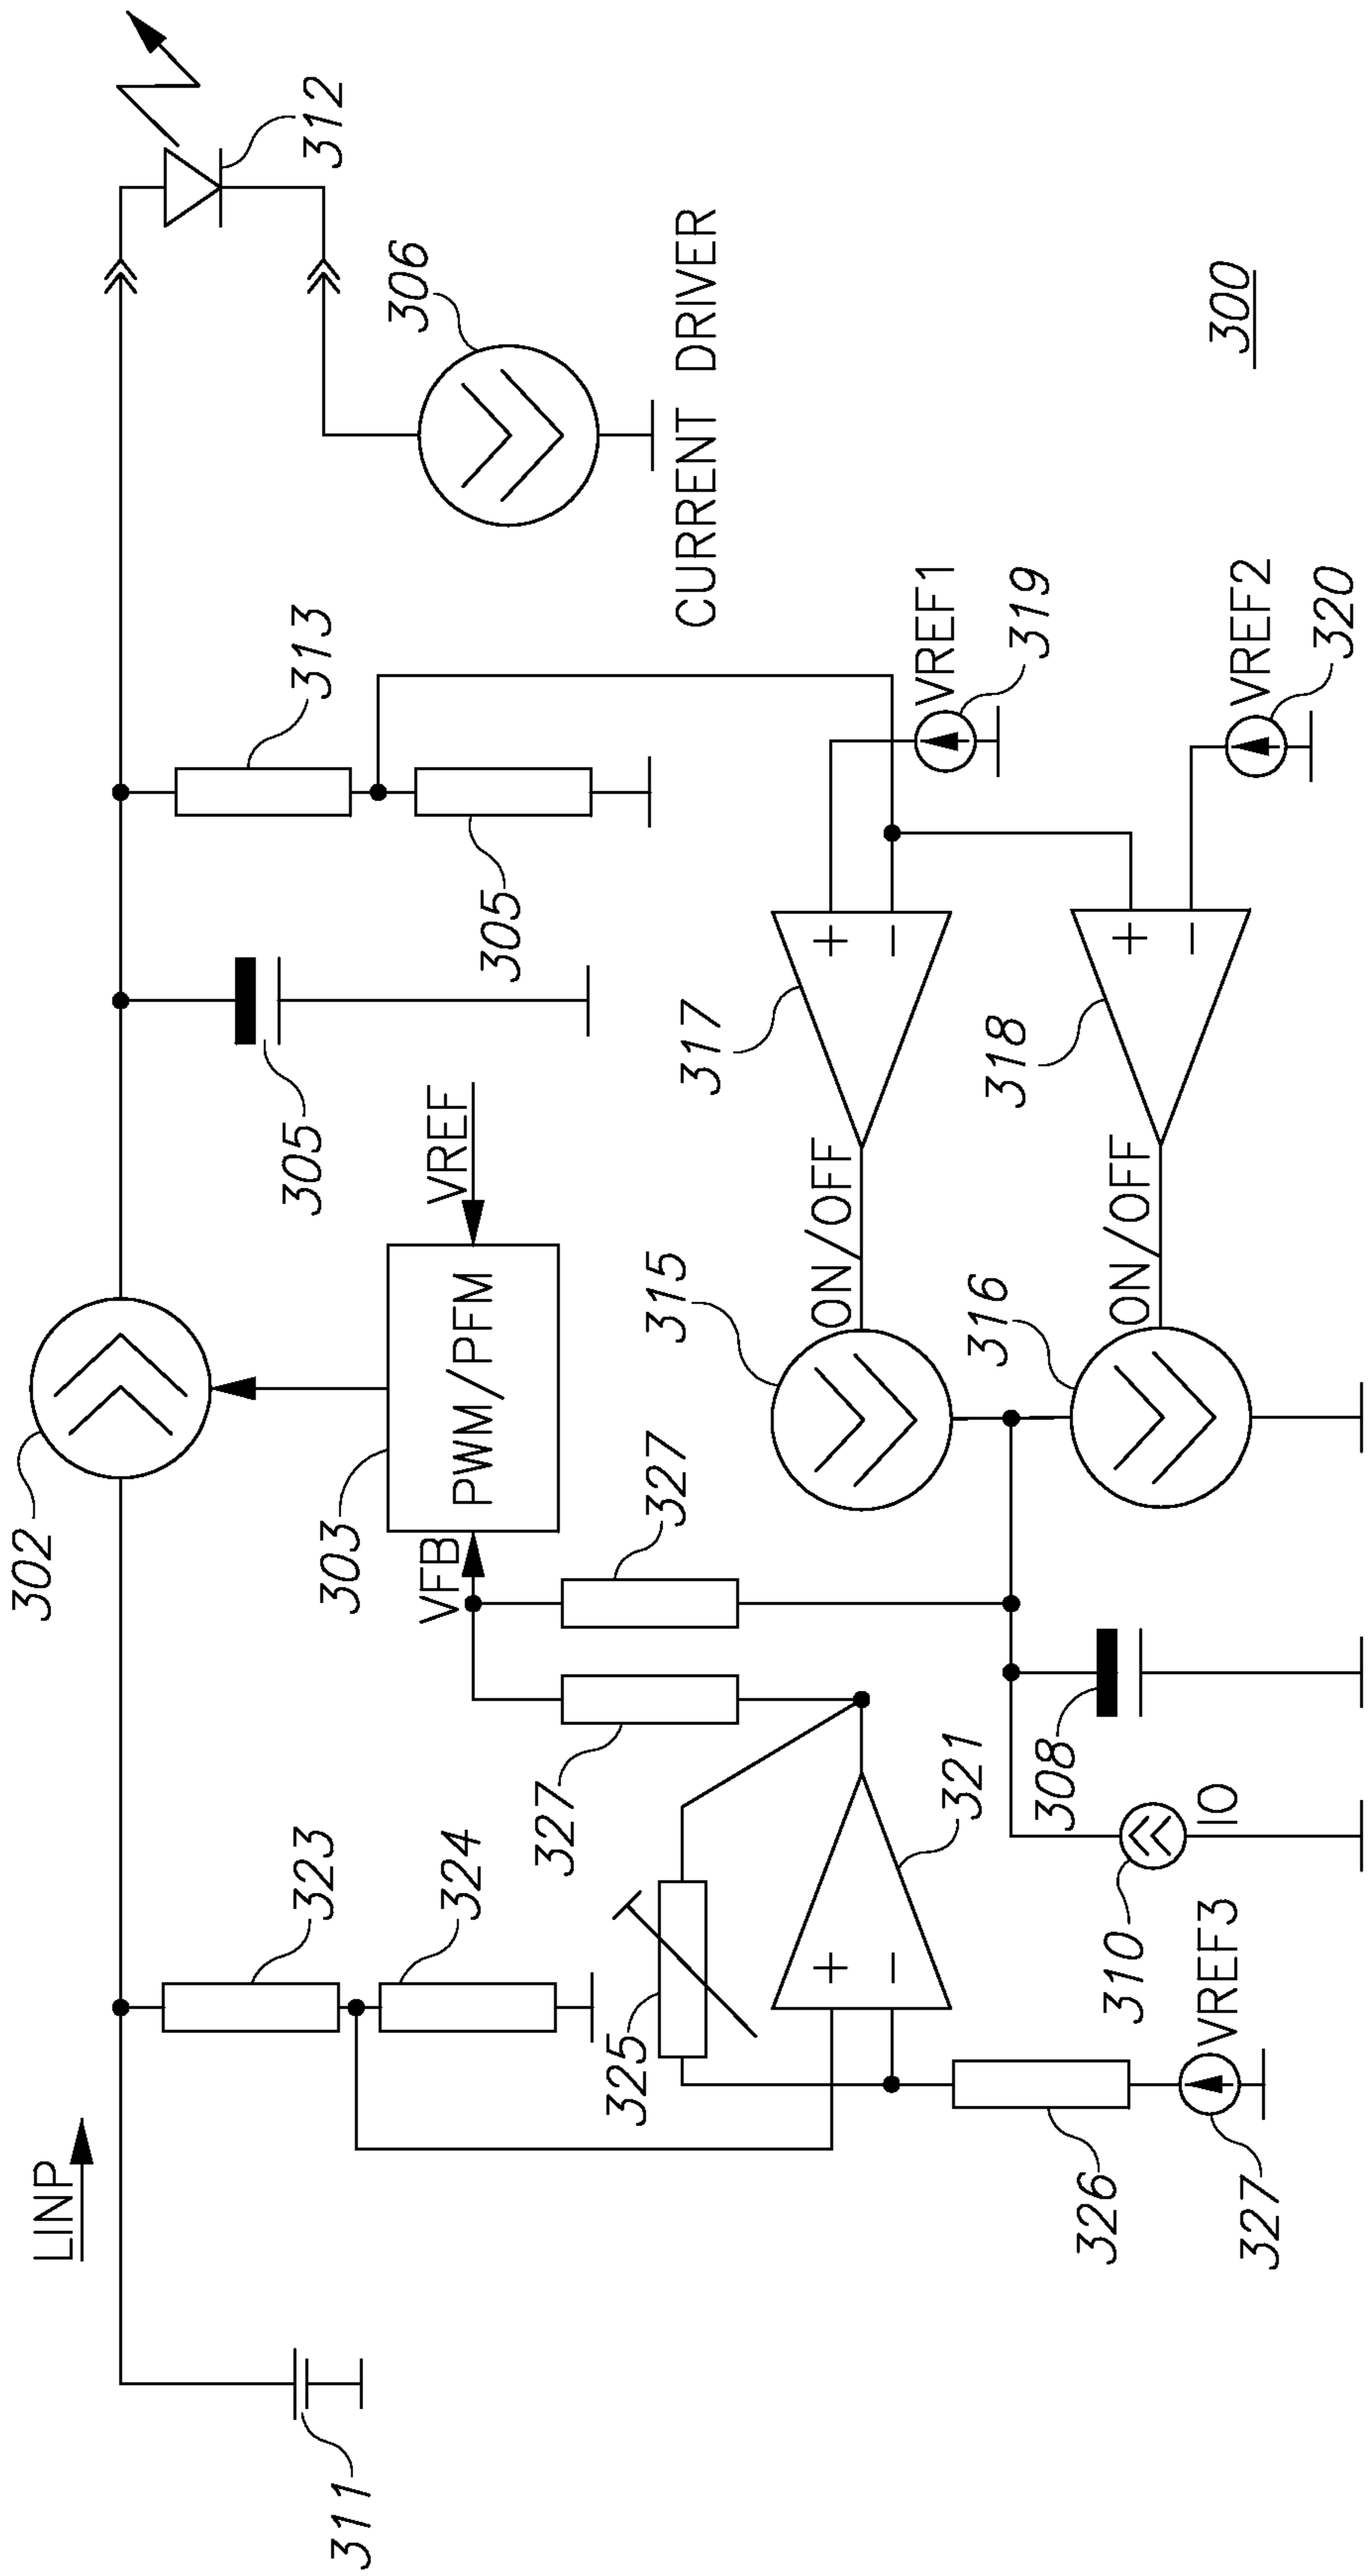 LINP
302
312
311
323
324
303
PWM/PFM
VFB
VREF
305
313
305
306
CURRENT DRIVER
325
327
327
321
326
VREF3
327
310
IO
308
315
ON/OFF
317
VREF1
319
316
ON/OFF
318
VREF2
320
300
+
−
+
−
+
−